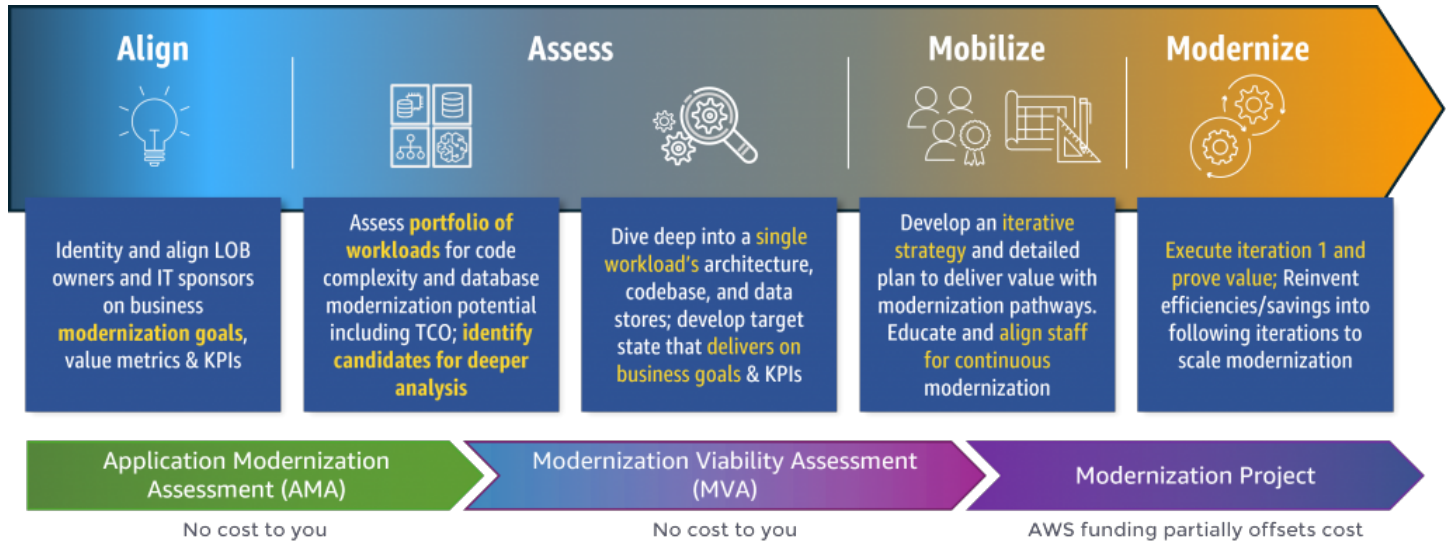 Align
Assess
Mobilize
Modernize
Identity and align LOB
owners and IT sponsors
on business
modernization goals,
value metrics & KPIs
Assess portfolio of
workloads for code
complexity and database
modernization potential
including TCO; identify
candidates for deeper
analysis
Dive deep into a single
workload's architecture,
codebase, and data
stores; develop target
state that delivers on
business goals & KPIs
Develop an iterative
strategy and detailed
plan to deliver value with
modernization pathways.
Educate and align staff
for continuous
modernization
Execute iteration 1 and
prove value; Reinvent
efficiencies/savings into
following iterations to
scale modernization
Application Modernization
Assessment (AMA)
Modernization Viability Assessment
(MVA)
Modernization Project
No cost to you
No cost to you
AWS funding partially offsets cost